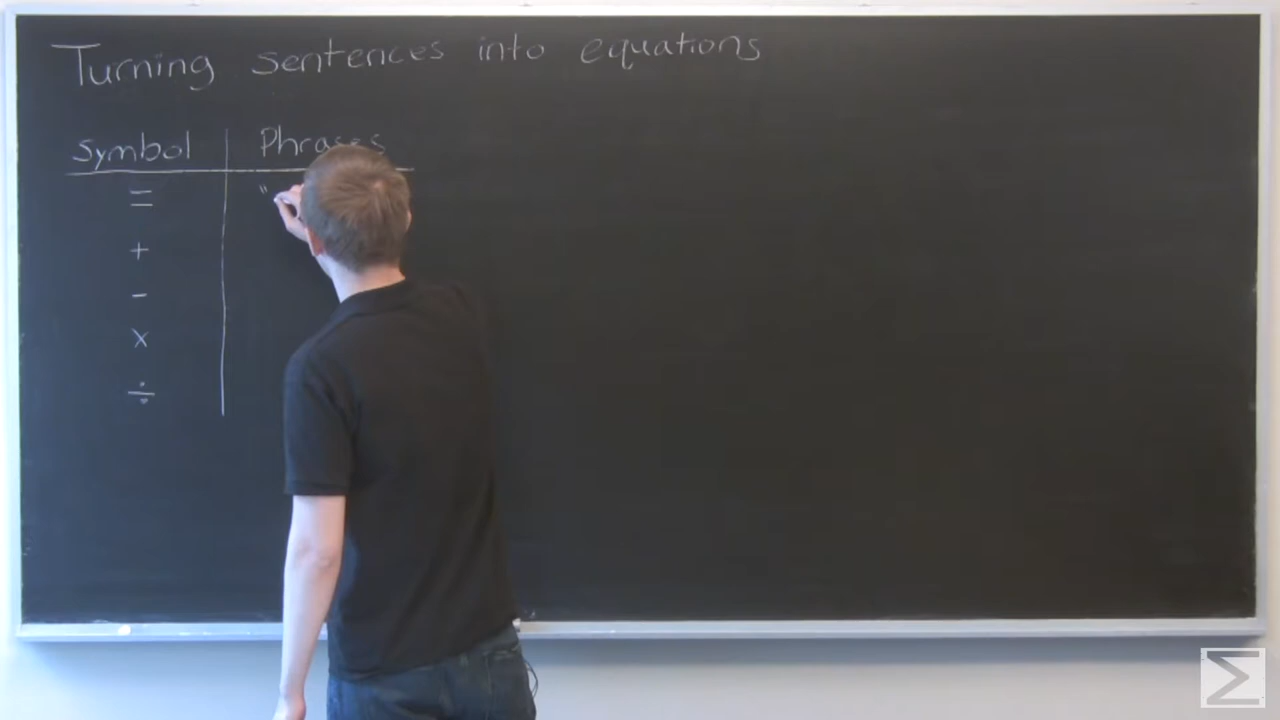 Turning sentences into equations
Symbol Phrases
= "
+
-
x
÷
Σ